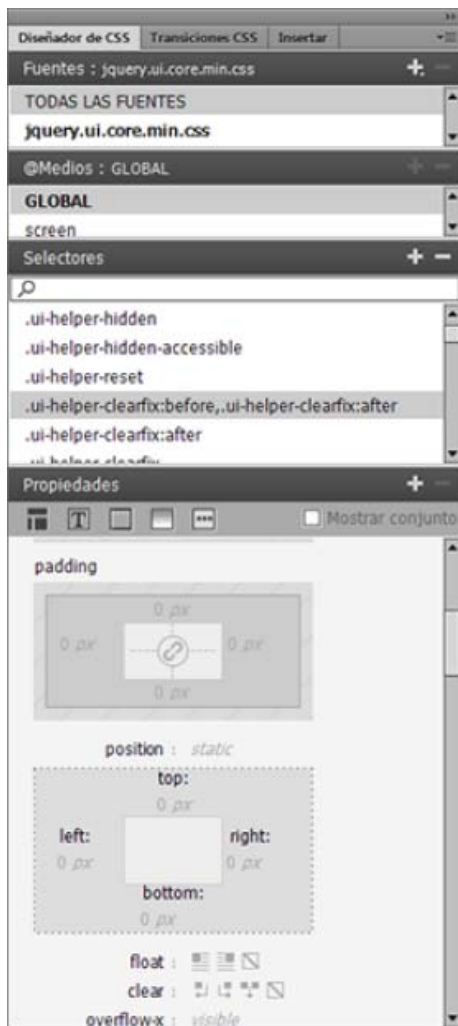 Diseñador de CSS Transiciones CSS Insertar
Fuentes : jquery.ui.core.min.css
TODAS LAS FUENTES
jquery.ui.core.min.css
@Medios : GLOBAL
GLOBAL
screen
Selectores
.ui-helper-hidden
.ui-helper-hidden-accessible
.ui-helper-reset
.ui-helper-clearfix:before,.ui-helper-clearfix:after
.ui-helper-clearfix:after
.ui-helper-clearfix
Propiedades
T Mostrar conjunto
padding
0 px
0 px 0 px
0 px
position : static
top:
0 px
left: right:
0 px 0 px
bottom:
0 px
float :
clear :
overflow-x : visible